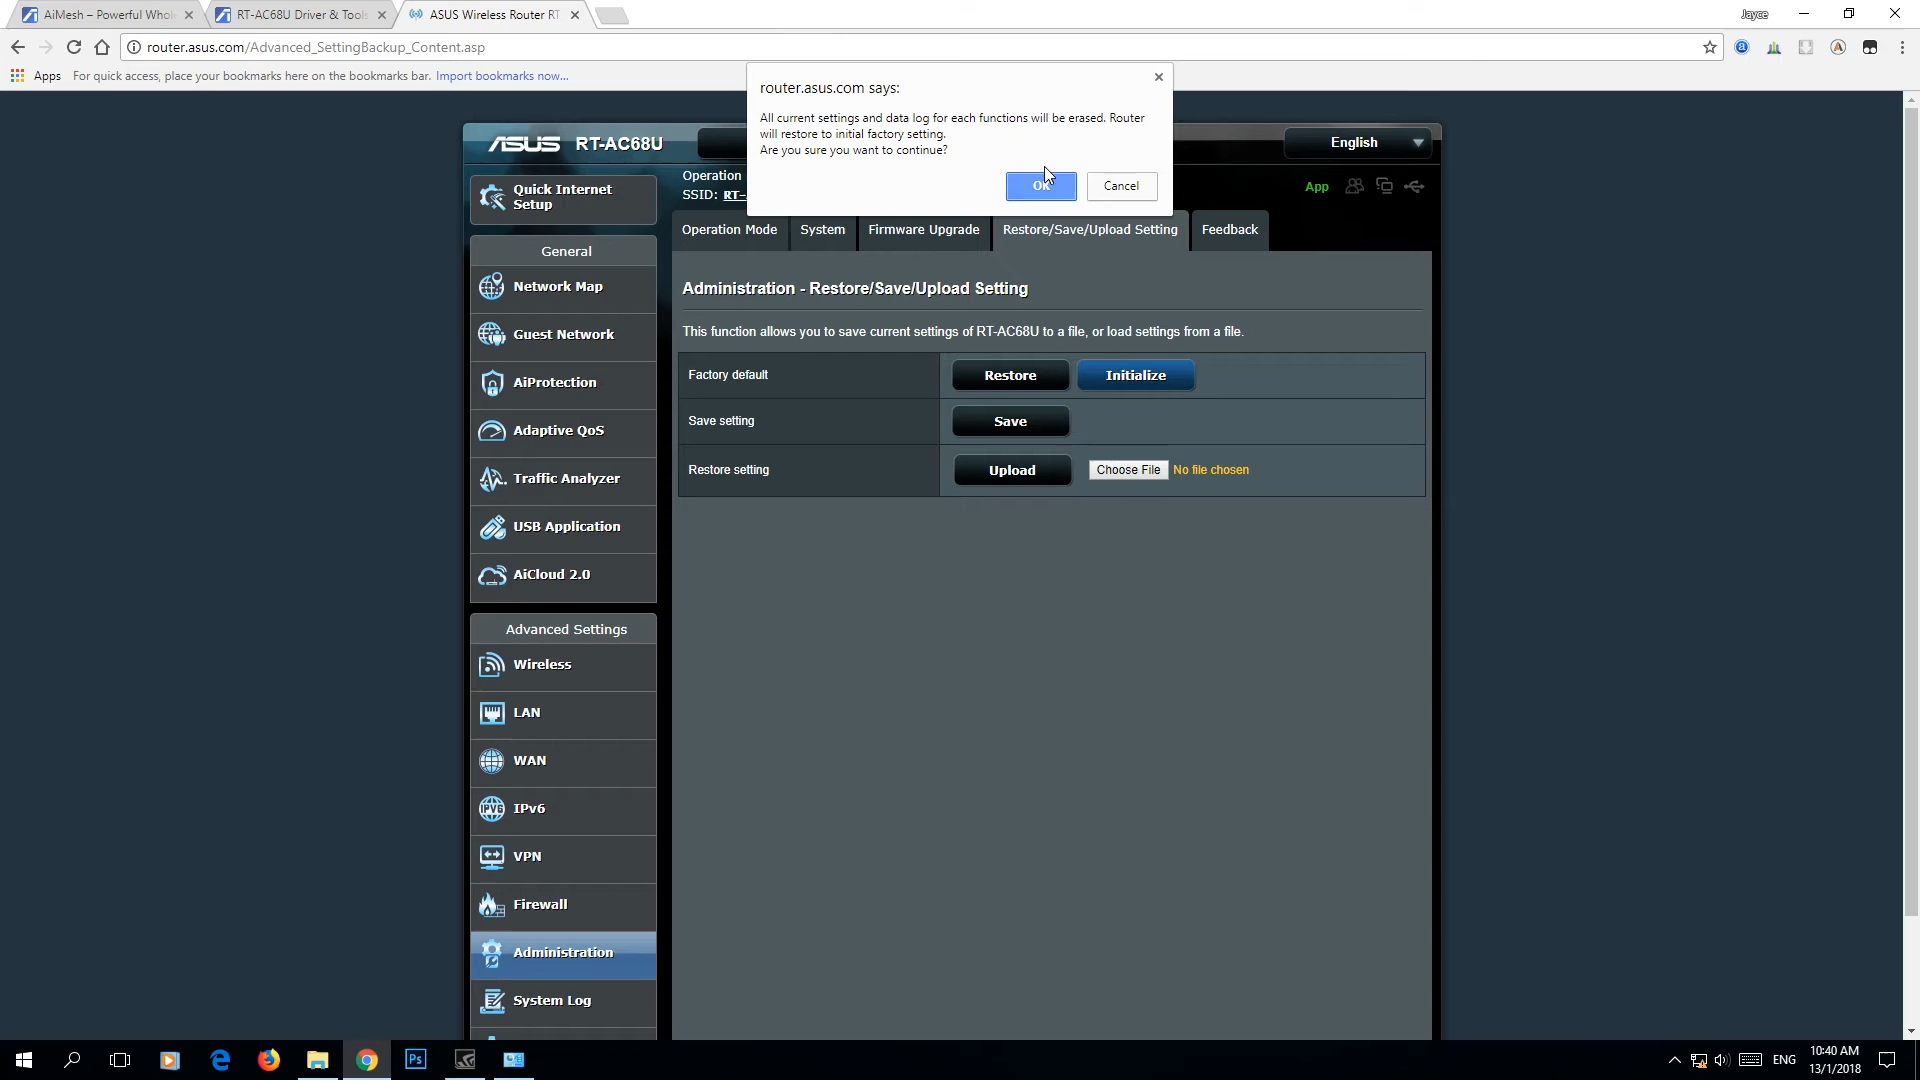 AiMesh – Powerful Whol
RT-AC68U Driver & Tools
ASUS Wireless Router RT
Jayce
router.asus.com/Advanced_SettingBackup_Content.asp
Apps
For quick access, place your bookmarks here on the bookmarks bar. Import bookmarks now...
router.asus.com says:
All current settings and data log for each functions will be erased. Router
will restore to initial factory setting.
Are you sure you want to continue?
OK
Cancel
ASUS RT-AC68U
English
Operation
SSID: RT-
App
Quick Internet
Setup
General
Network Map
Guest Network
AiProtection
Adaptive QoS
Traffic Analyzer
USB Application
AiCloud 2.0
Advanced Settings
Wireless
LAN
WAN
IPV6
IPv6
VPN
Firewall
Administration
System Log
Operation Mode
System
Firmware Upgrade
Restore/Save/Upload Setting
Feedback
Administration - Restore/Save/Upload Setting
This function allows you to save current settings of RT-AC68U to a file, or load settings from a file.
Factory default
Restore
Initialize
Save setting
Save
Restore setting
Upload
Choose File
No file chosen
Ps
ENG
10:40 AM
13/1/2018